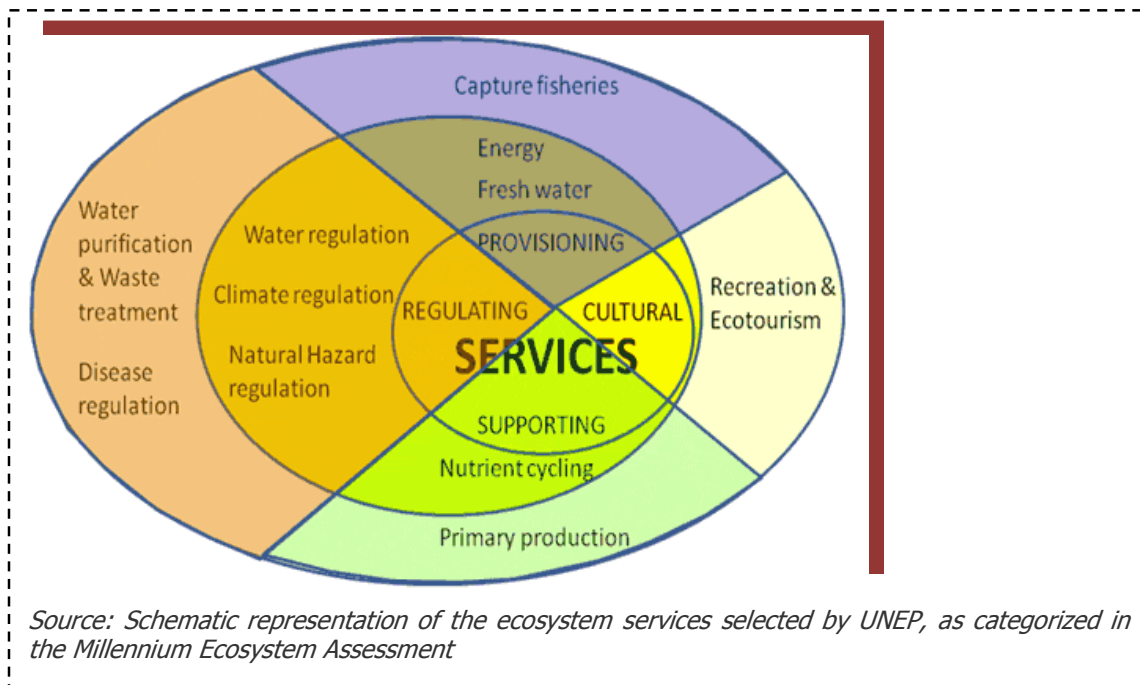 Capture fisheries
Energy
Fresh water
PROVISIONING
Water
purification
& Waste
treatment
Disease
regulation
Water regulation
Climate regulation
Natural Hazard
regulation
REGULATING
CULTURAL
Recreation &
Ecotourism
SERVICES
SUPPORTING
Nutrient cycling
Primary production
Source: Schematic representation of the ecosystem services selected by UNEP, as categorized in
the Millennium Ecosystem Assessment